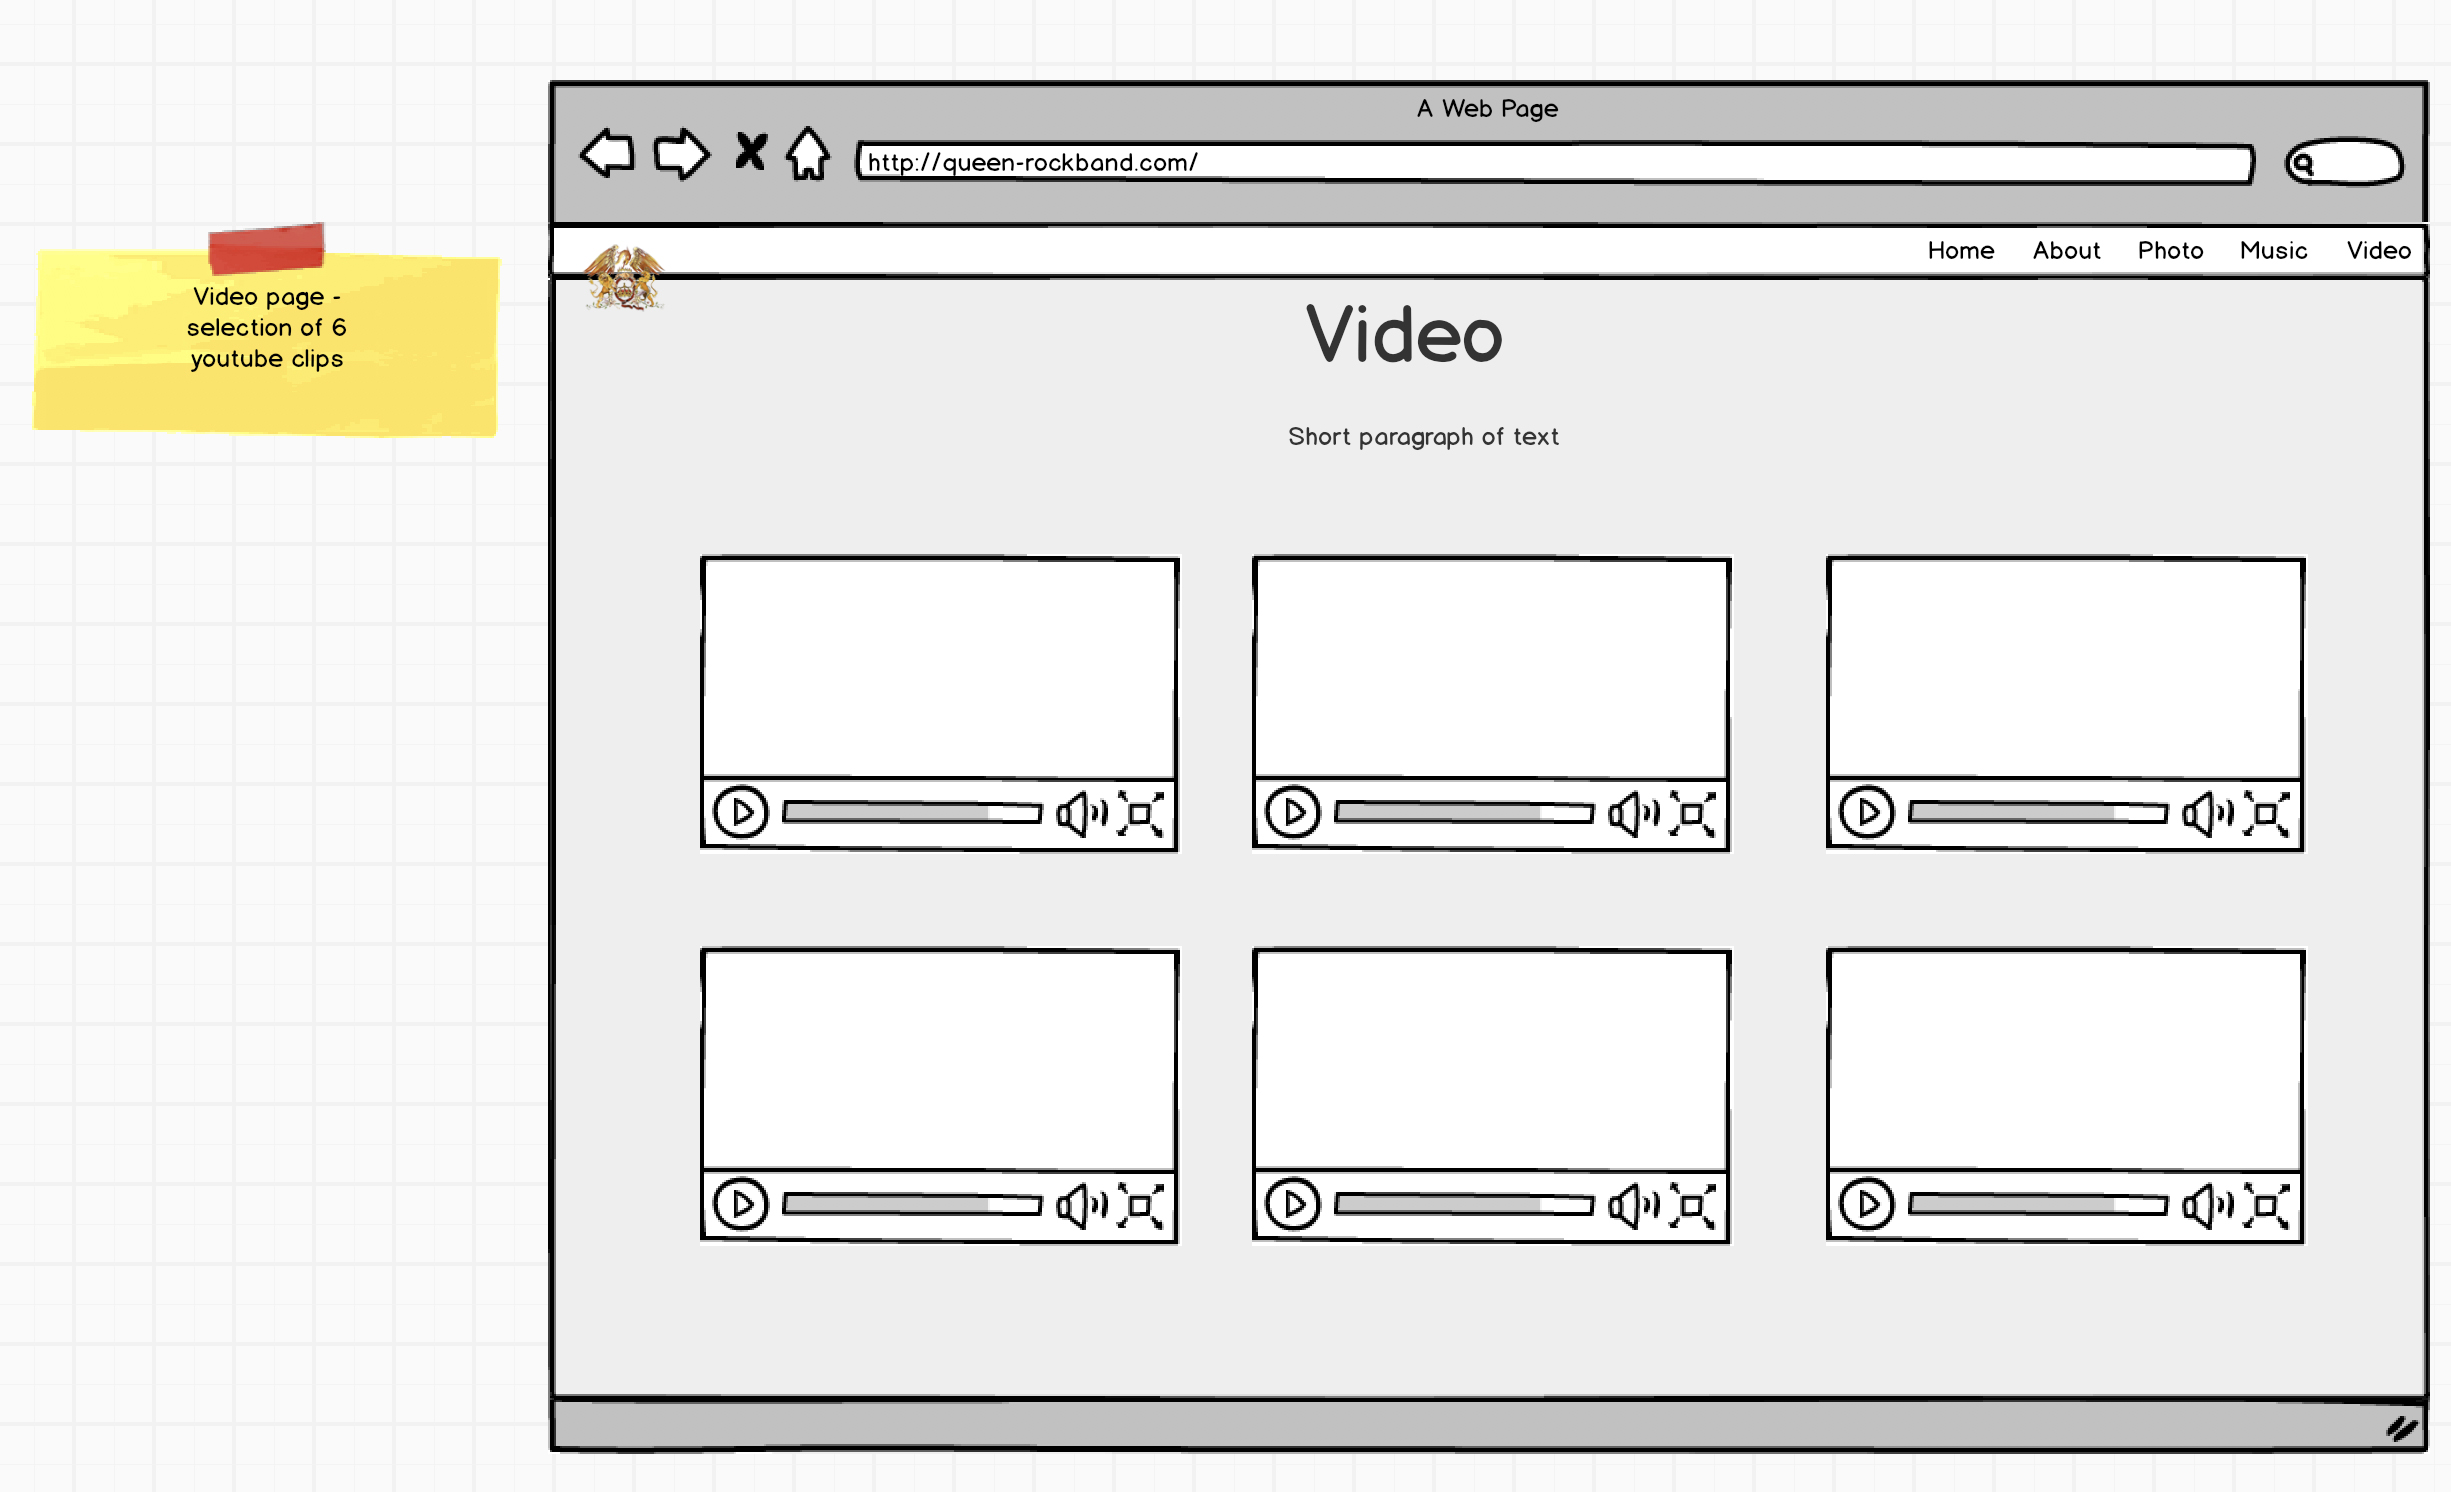 A Web Page
http://queen-rockband.com/
Home About Photo Music Video
Video page -
selection of 6
youtube clips
Video
Short paragraph of text